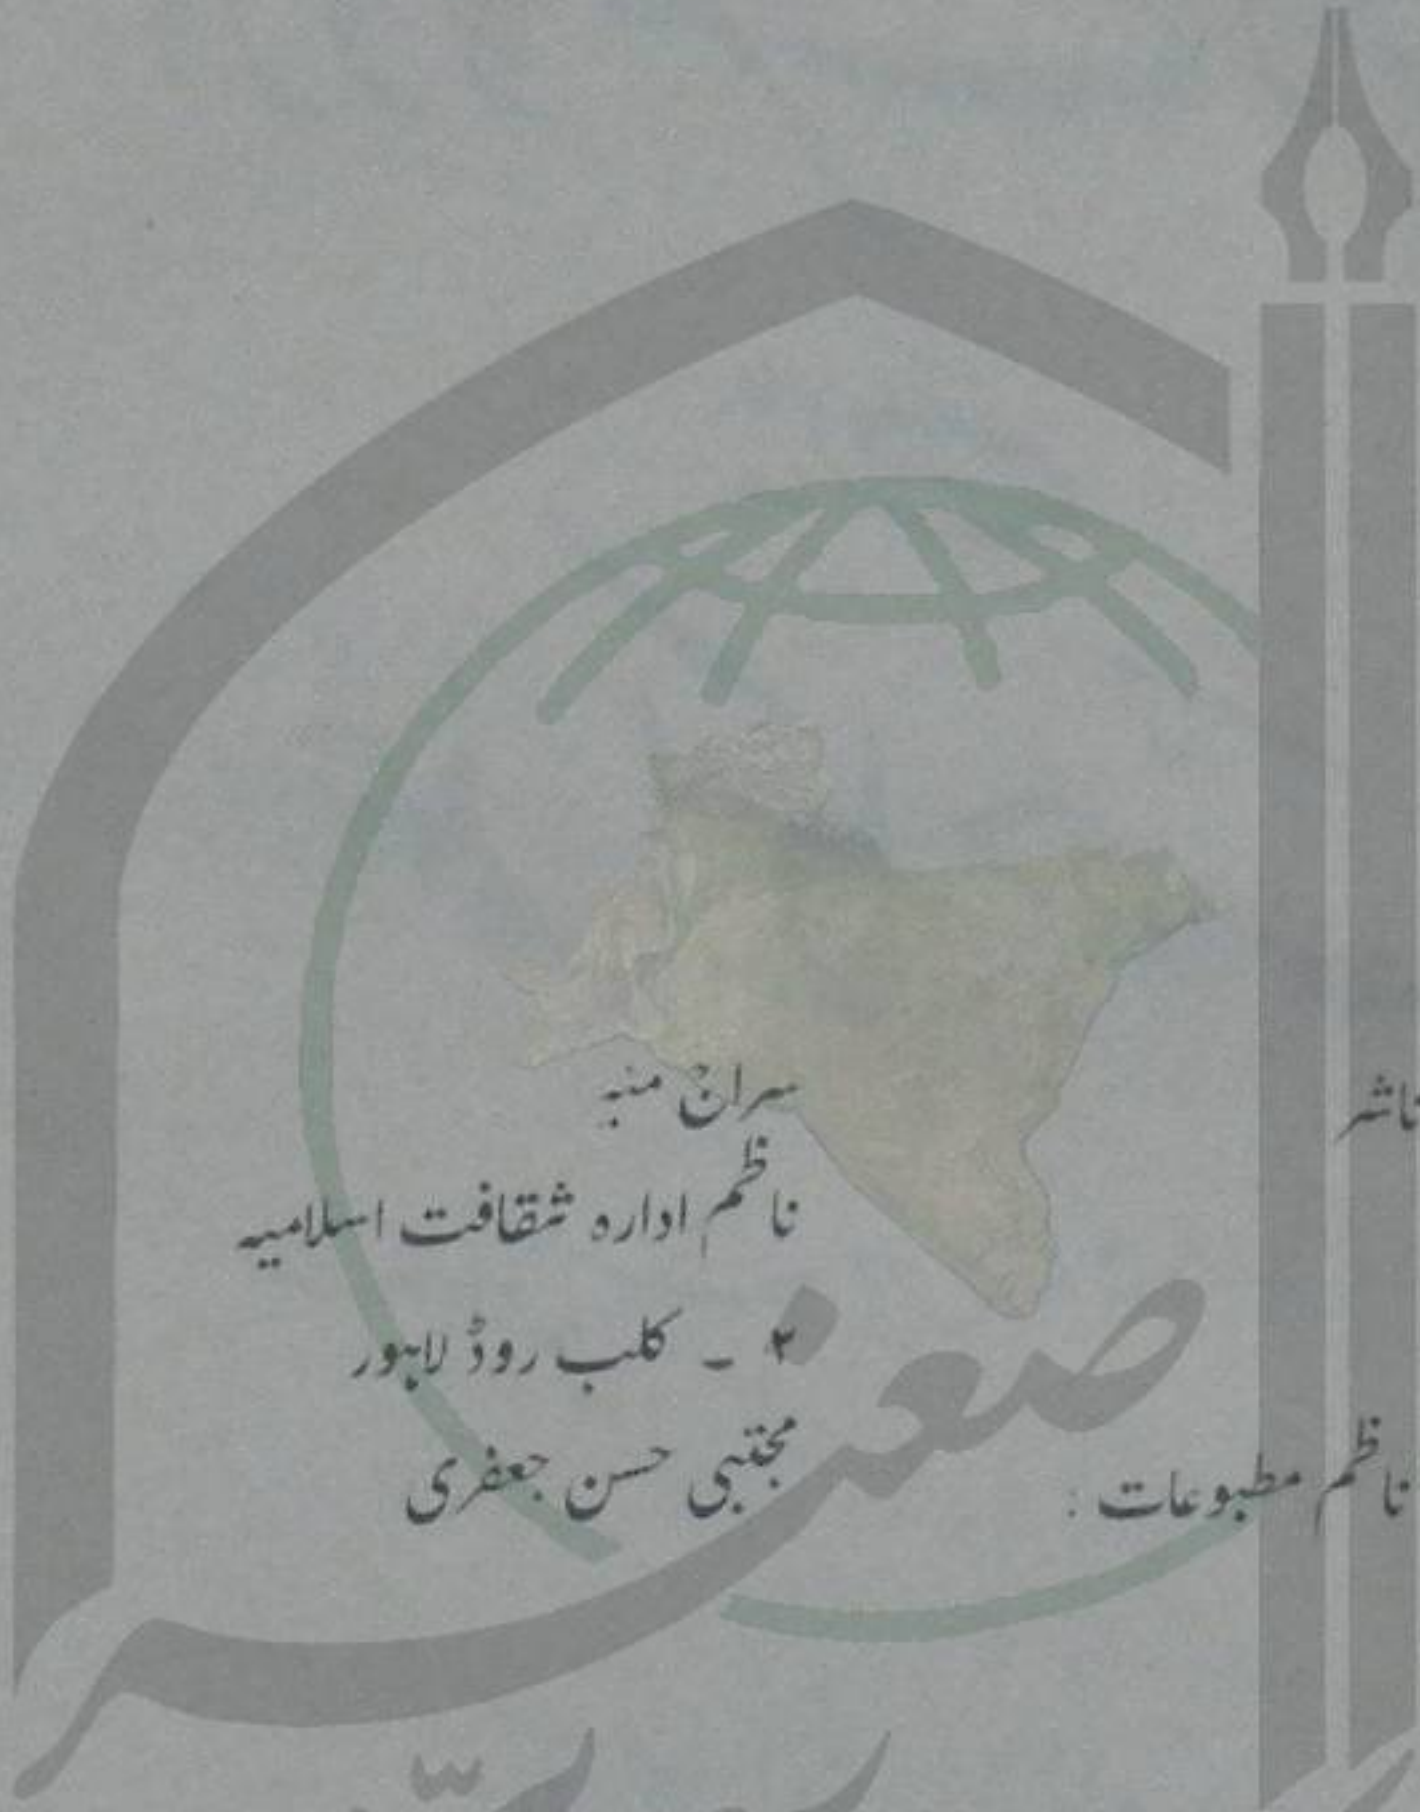 ناشر سراج منیر
ناظم ادارہ ثقافت اسلامیہ
۲ ۔ کلب روڈ لاہور
ناظم مطبوعات : مجتبی حسن جعفری